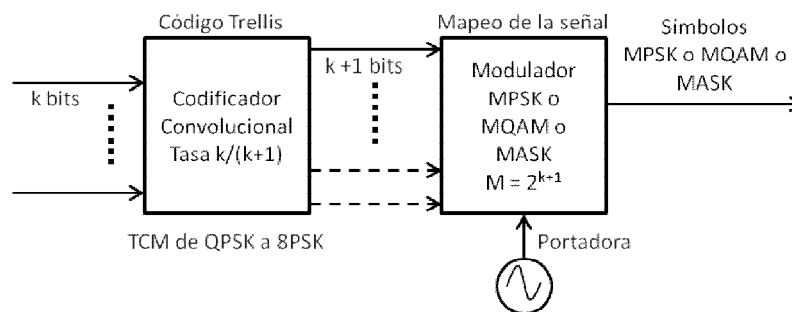 Código Trellis
Mapeo de la señal
Símbolos
MPSK o MQAM o
MASK
k bits
Codificador
Convolucional
Tasa k/(k+1)
k +1 bits
Modulador
MPSK o
MQAM o
MASK
M = 2^{k+1}
TCM de QPSK a 8PSK
Portadora